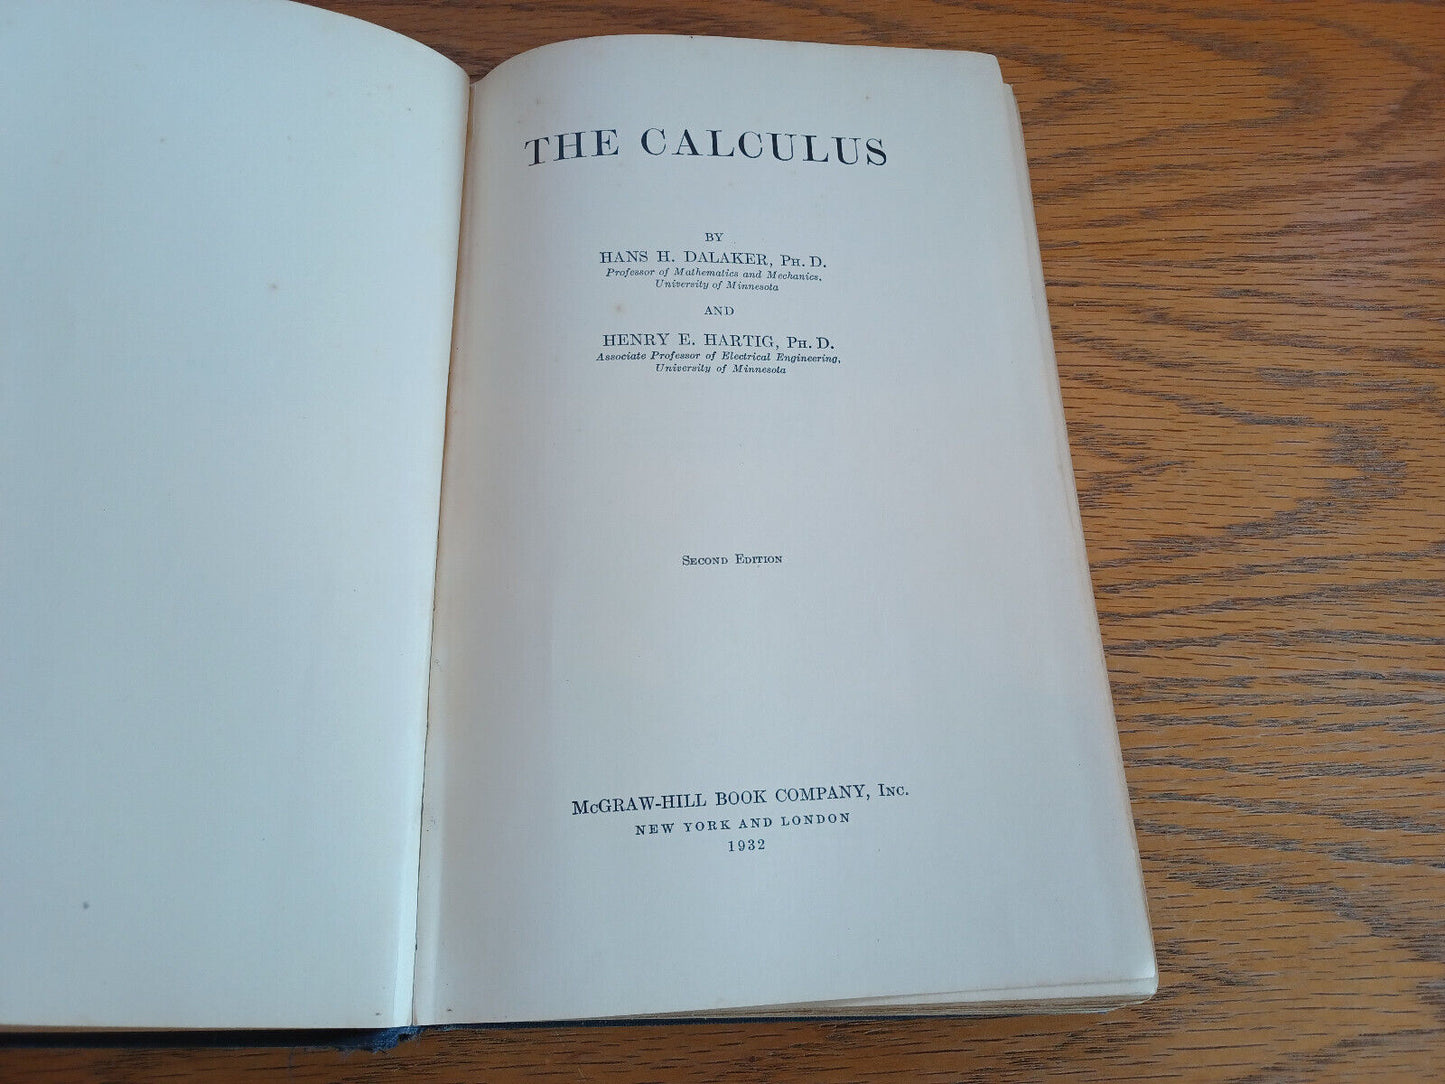 THE CALCULUS
BY
HANS H. DALAKER, Ph. D.
Professor of Mathematics and Mechanics,
University of Minnesota
AND
HENRY E. HARTIG, Ph. D.
Associate Professor of Electrical Engineering,
University of Minnesota
Second Edition
McGRAW-HILL BOOK COMPANY, Inc.
NEW YORK AND LONDON
1932